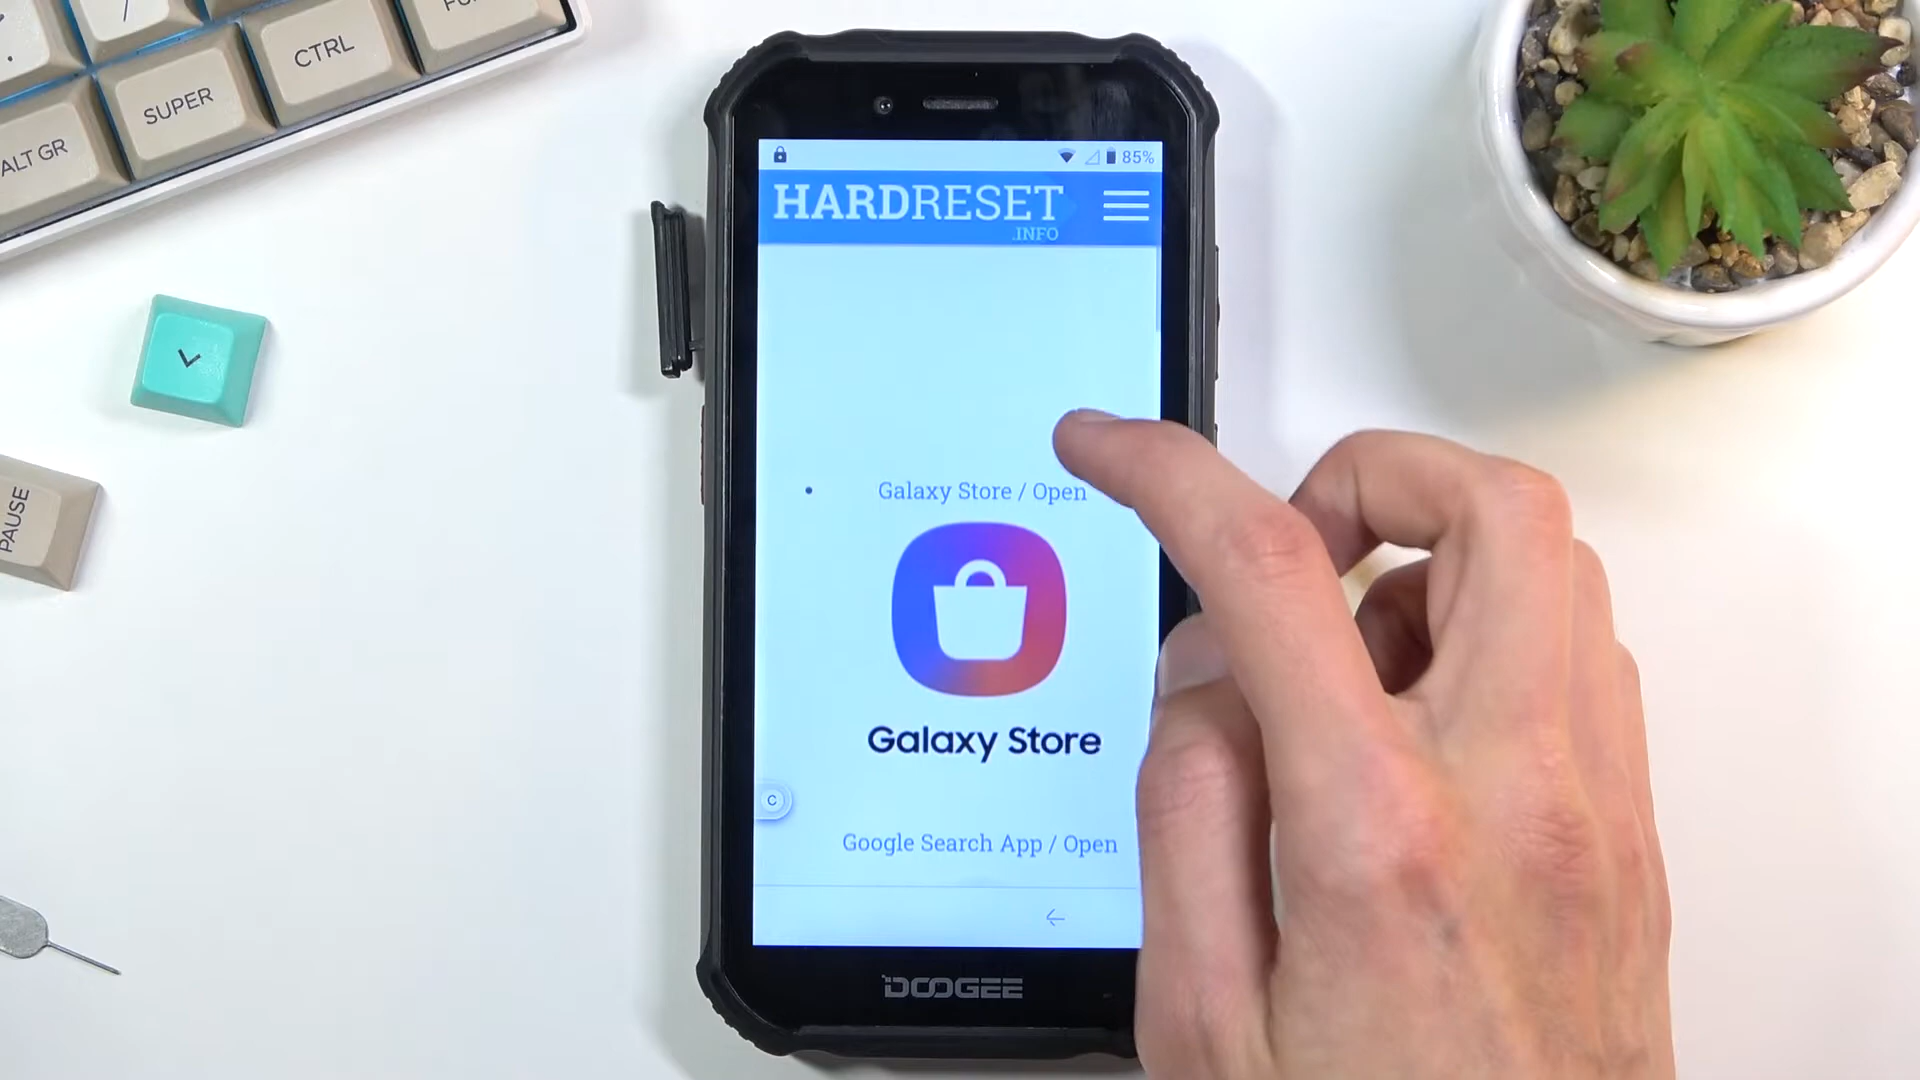 /
CTRL
SUPER
ALT GR
PAUSE
85%
HARDRESET
.INFO
Galaxy Store / Open
Galaxy Store
C
Google Search App / Open
DOOGEE